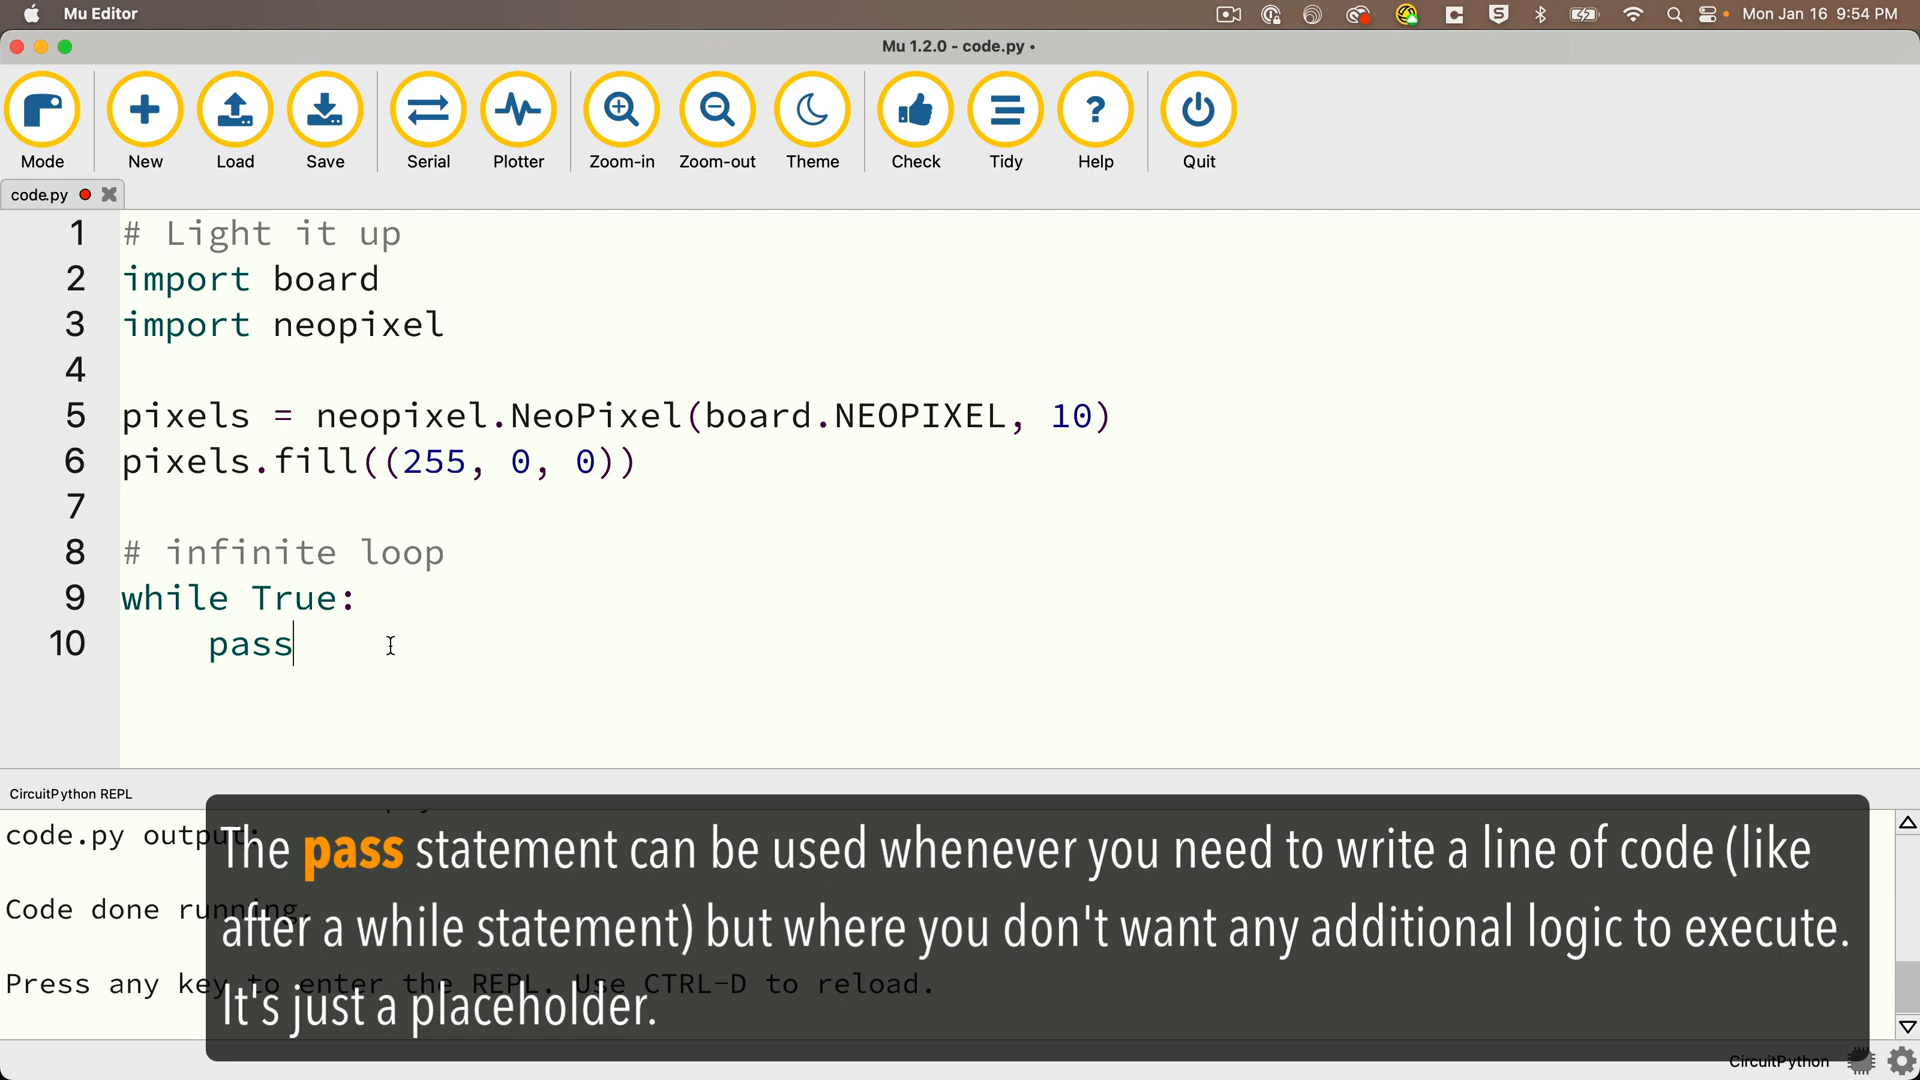 Mu Editor
Mon Jan 16 9:54 PM
Mu 1.2.0 - code.py •
Mode New Load Save Serial Plotter Zoom-in Zoom-out Theme Check Tidy Help Quit
code.py
1 # Light it up
2 import board
3 import neopixel
4
5 pixels = neopixel.NeoPixel(board.NEOPIXEL, 10)
6 pixels.fill((255, 0, 0))
7
8 # infinite loop
9 while True:
10 pass
CircuitPython REPL
code.py output:
Code done running.
Press any key to enter the REPL. Use CTRL-D to reload.
The pass statement can be used whenever you need to write a line of code (like
after a while statement) but where you don't want any additional logic to execute.
It's just a placeholder.
CircuitPython